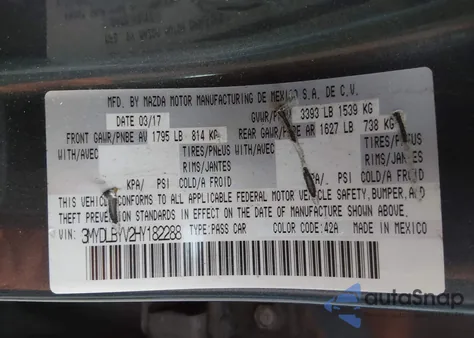 MFD. BY MAZDA MOTOR MANUFACTURING DE MEXICO S.A. DE C.V.
DATE 03/17 GVWR/PNBV 3393 LB 1539 KG
FRONT GAWR/PNBE AV 1795 LB 814 KG REAR GAWR/PNBE AR 1627 LB 738 KG
WITH/AVEC TIRES/PNEUS WITH/AVEC TIRES/PNEUS
RIMS/JANTES RIMS/JANTES
KPA/ PSI COLD/A FROID KPA/ PSI COLD/A FROID
THIS VEHICLE CONFORMS TO ALL APPLICABLE FEDERAL MOTOR VEHICLE SAFETY, BUMPER, AND
THEFT PREVENTION STANDARDS IN EFFECT ON THE DATE OF MANUFACTURE SHOWN ABOVE.
VIN: 3MYDLBYV2HY182288 TYPE: PASS CAR COLOR CODE: 42A MADE IN MEXICO
autoSnap